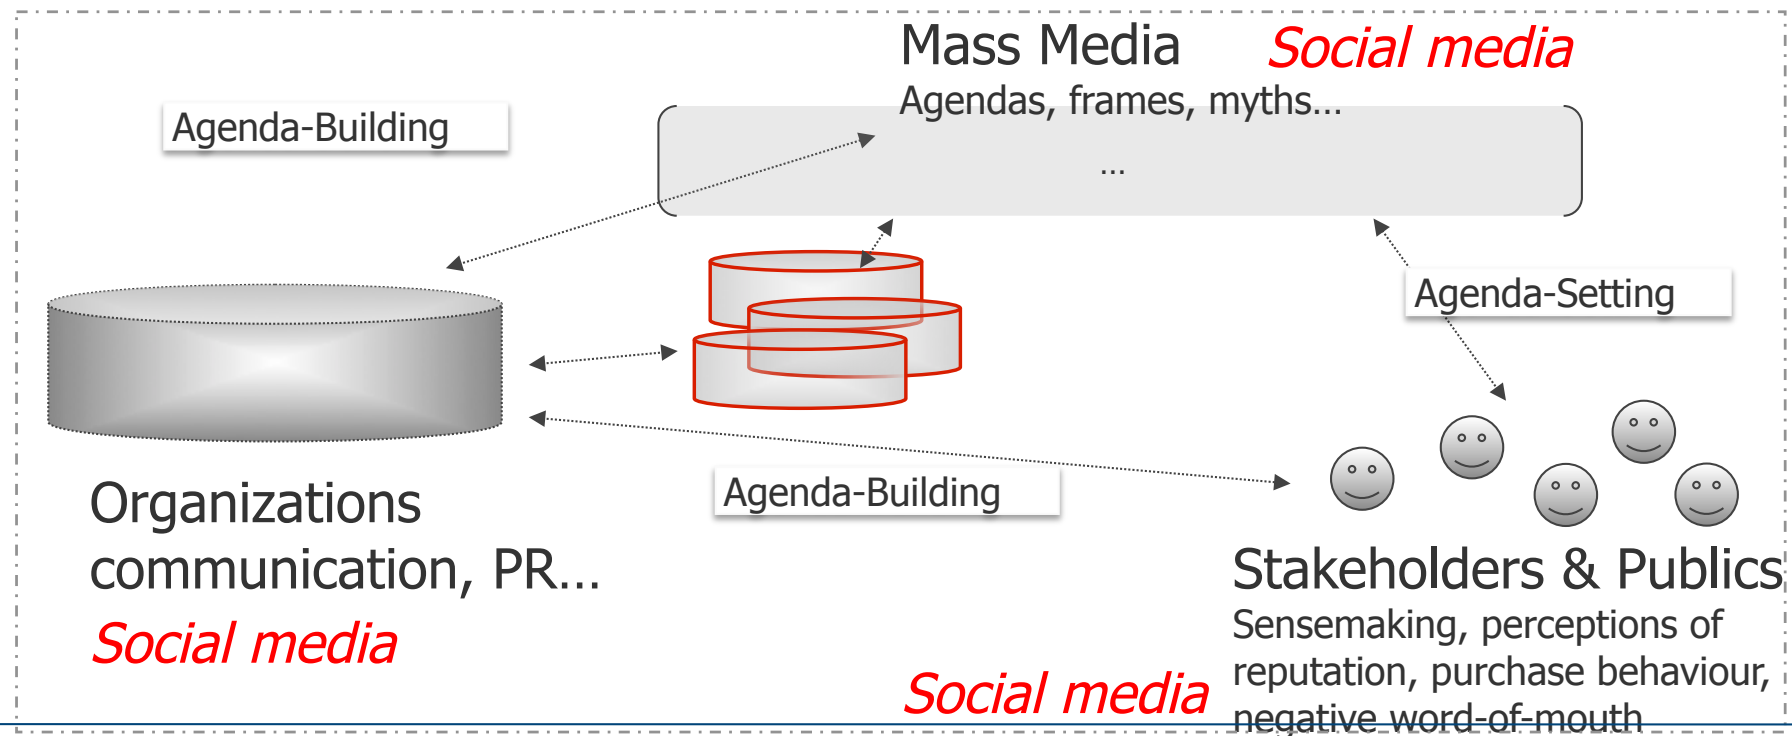 Mass Media
Social media
Agendas, frames, myths…
Agenda-Building
…
Agenda-Setting
Agenda-Building
Organizations
communication, PR…
Social media
Stakeholders & Publics
Sensemaking, perceptions of
reputation, purchase behaviour,
negative word-of-mouth
Social media